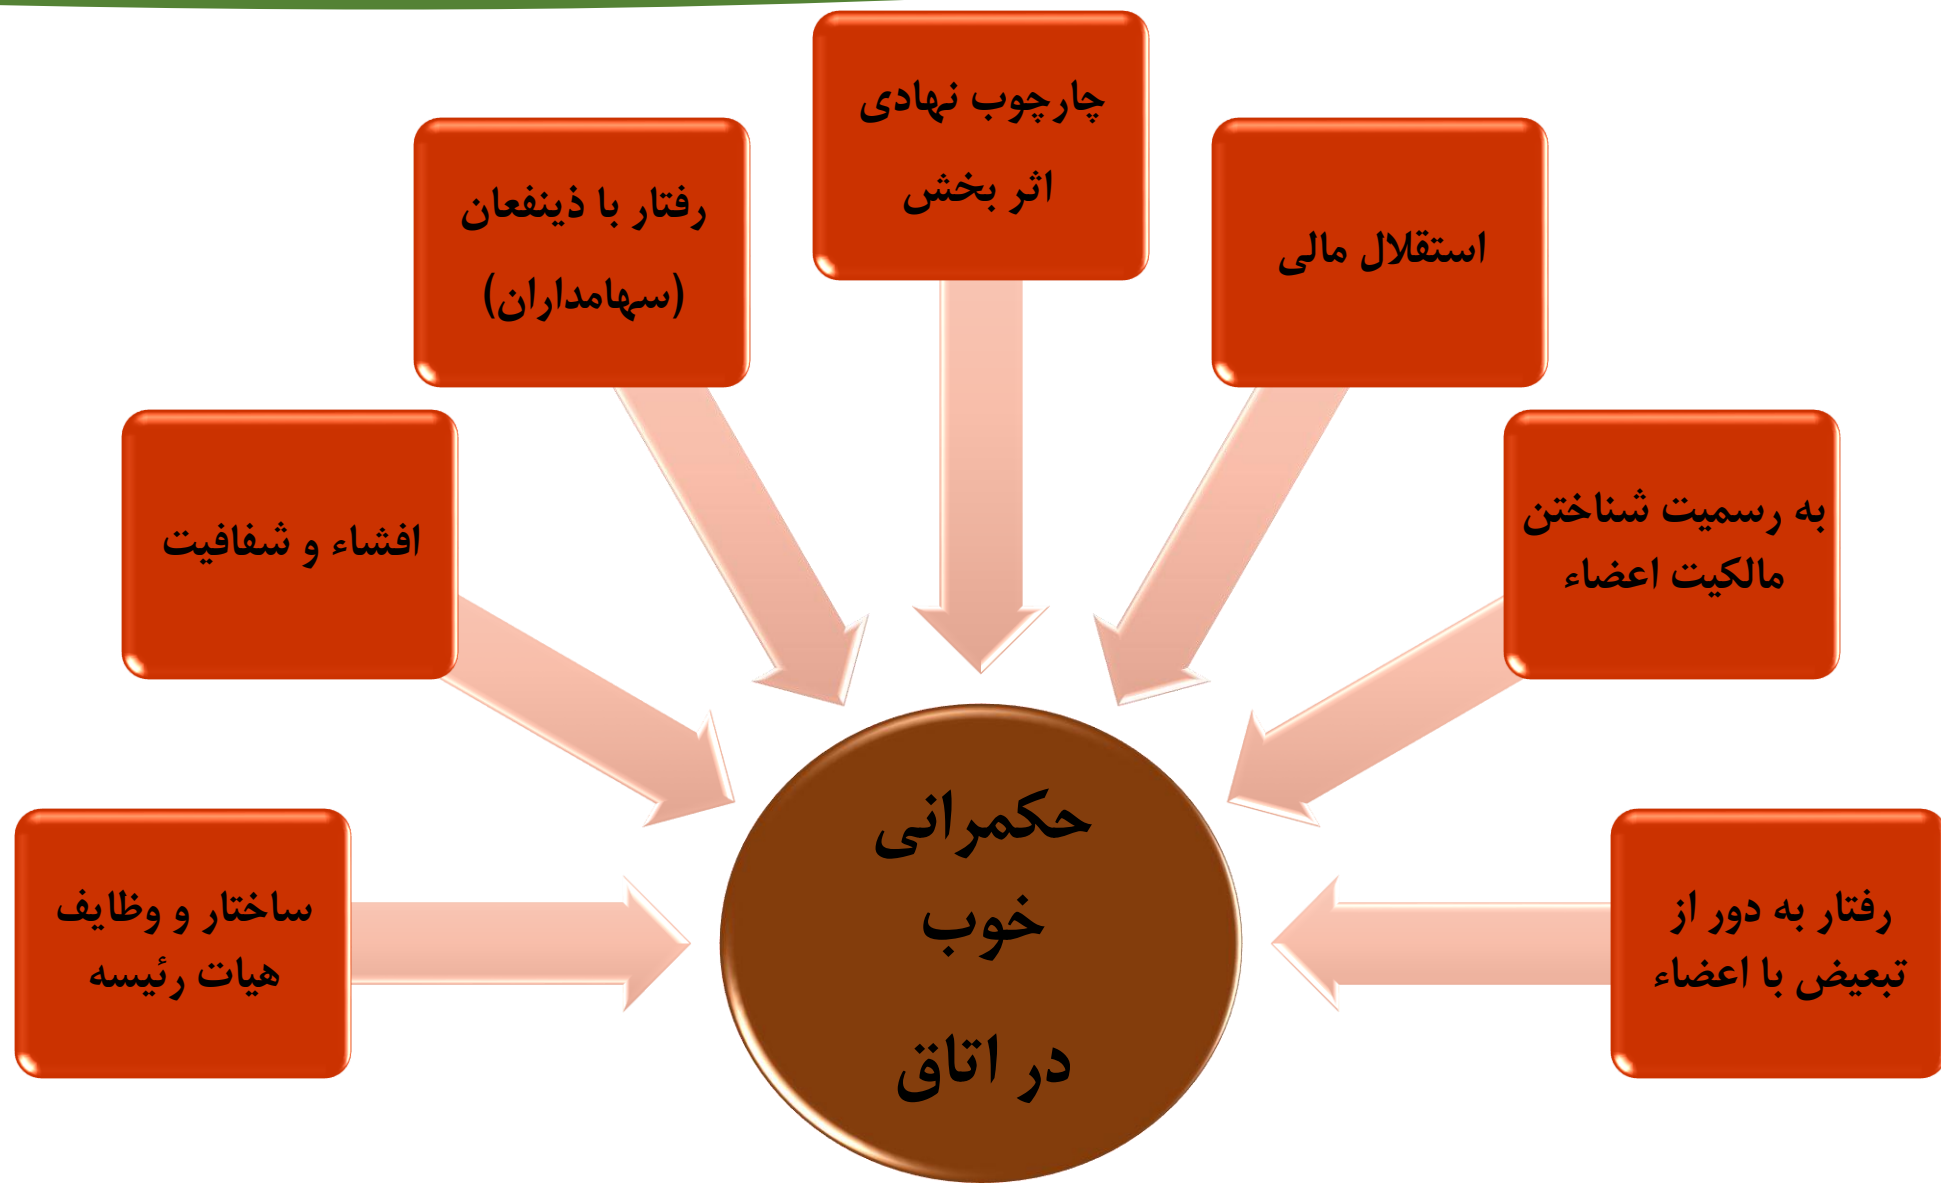 چارچوب نهادی
اثر بخش
استقلال مالی
رفتار با ذینفعان
(سهامداران)
به رسمیت شناختن
مالکیت اعضاء
افشاء و شفافیت
رفتار به دور از
تبعیض با اعضاء
ساختار و وظایف
هیات رئیسه
حکمرانی
خوب
در اتاق